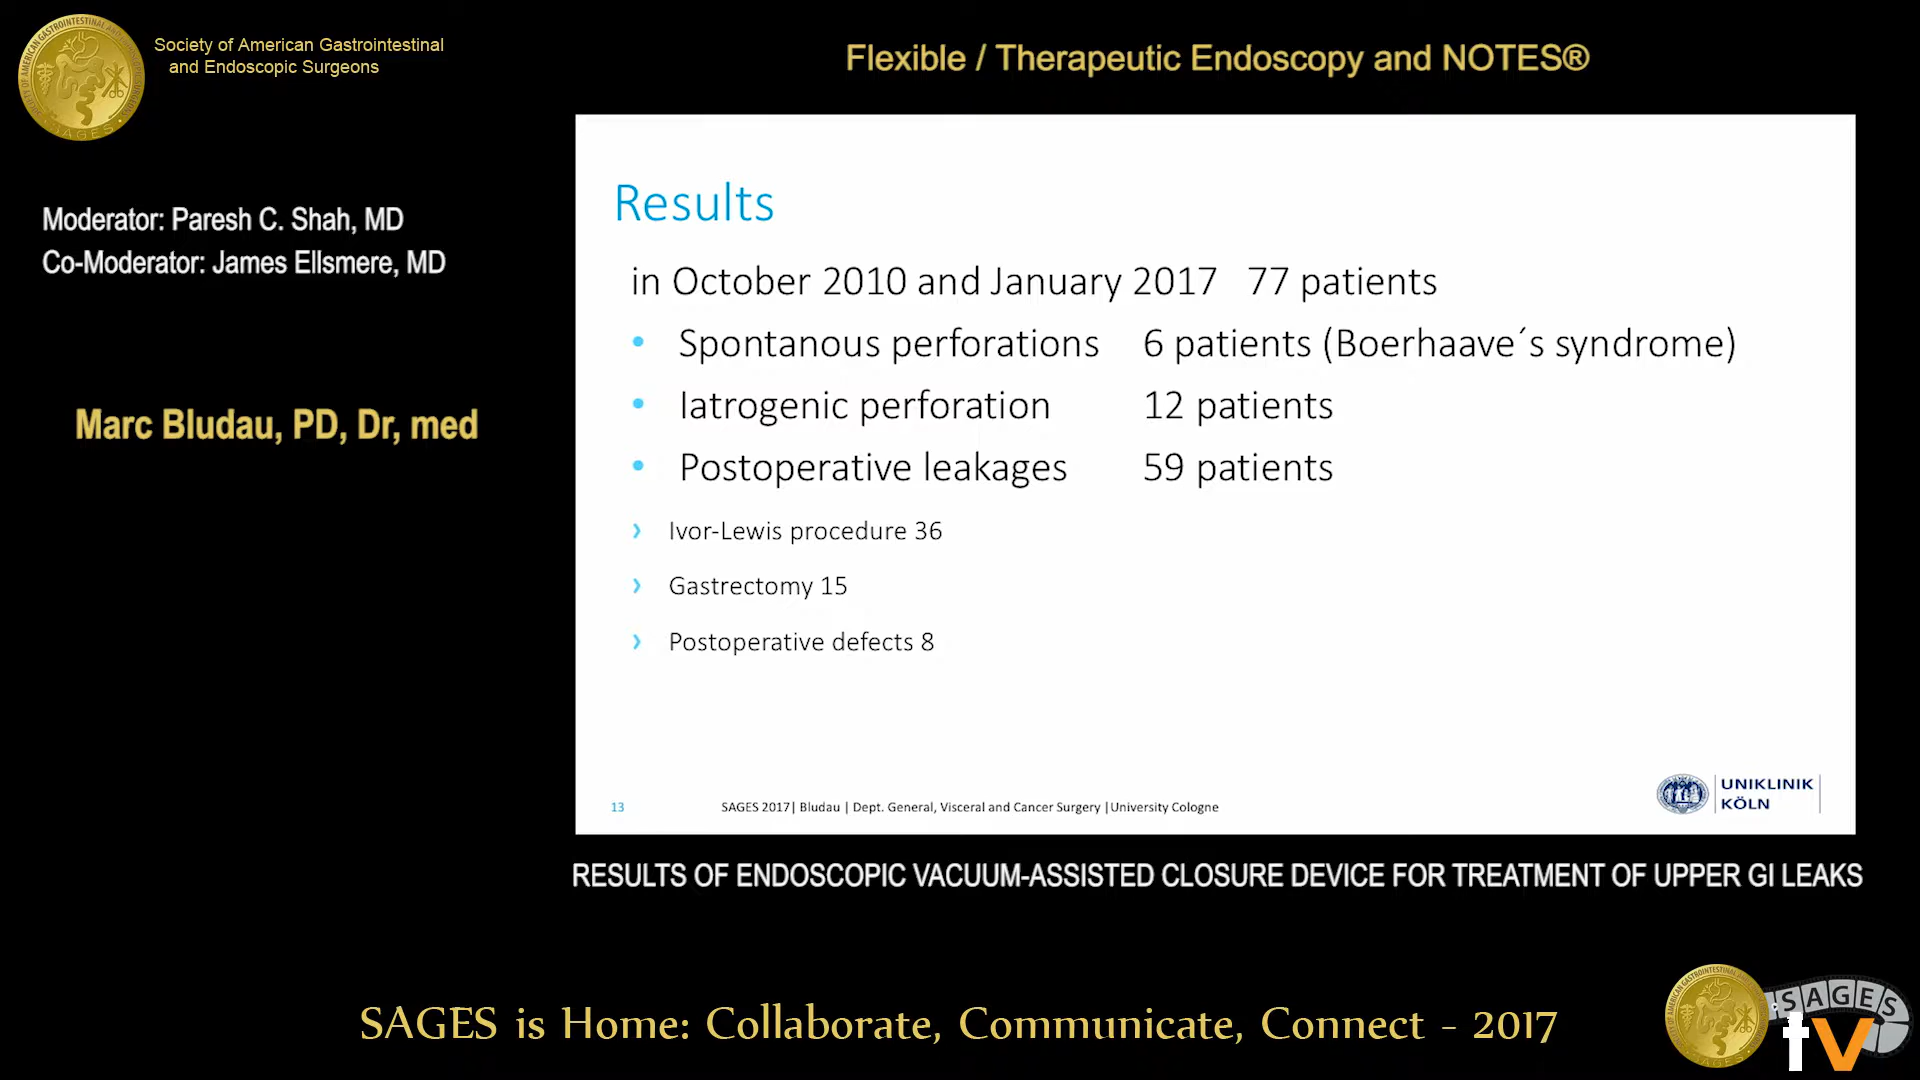 Society of American Gastrointestinal
and Endoscopic Surgeons
Flexible / Therapeutic Endoscopy and NOTES®
Moderator: Paresh C. Shah, MD
Co-Moderator: James Ellsmere, MD
Marc Bludau, PD, Dr, med
Results
in October 2010 and January 2017 77 patients
• Spontanous perforations 6 patients (Boerhaave´s syndrome)
• Iatrogenic perforation 12 patients
• Postoperative leakages 59 patients
› Ivor-Lewis procedure 36
› Gastrectomy 15
› Postoperative defects 8
13 SAGES 2017| Bludau | Dept. General, Visceral and Cancer Surgery |University Cologne
UNIKLINIK
KÖLN
RESULTS OF ENDOSCOPIC VACUUM-ASSISTED CLOSURE DEVICE FOR TREATMENT OF UPPER GI LEAKS
SAGES is Home: Collaborate, Communicate, Connect - 2017
SAGES
tv